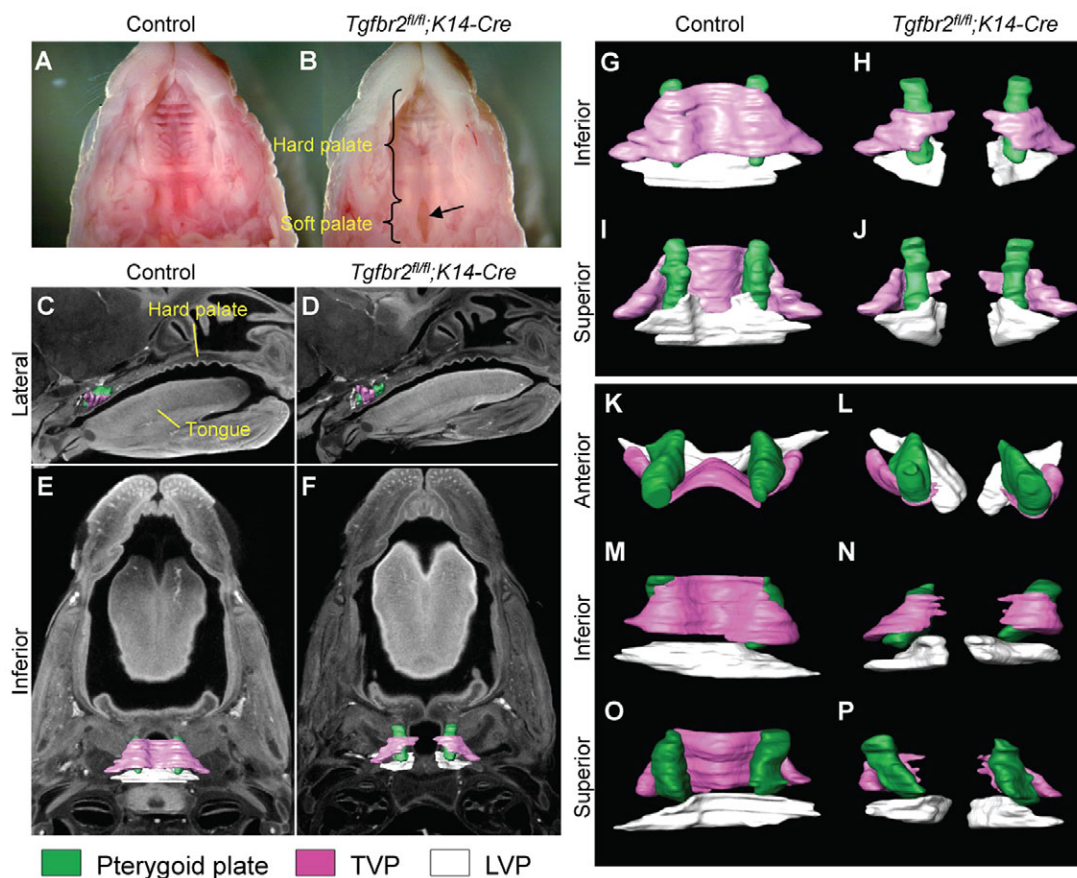 Control
Tgfbr2fl/fl;K14-Cre
A
B
Hard palate
Soft palate
Control
Tgfbr2fl/fl;K14-Cre
Lateral
C
Hard palate
Tongue
D
Inferior
E
F
Control
Tgfbr2fl/fl;K14-Cre
Inferior
G
H
Superior
I
J
Anterior
K
L
Inferior
M
N
Superior
O
P
Pterygoid plate
TVP
LVP